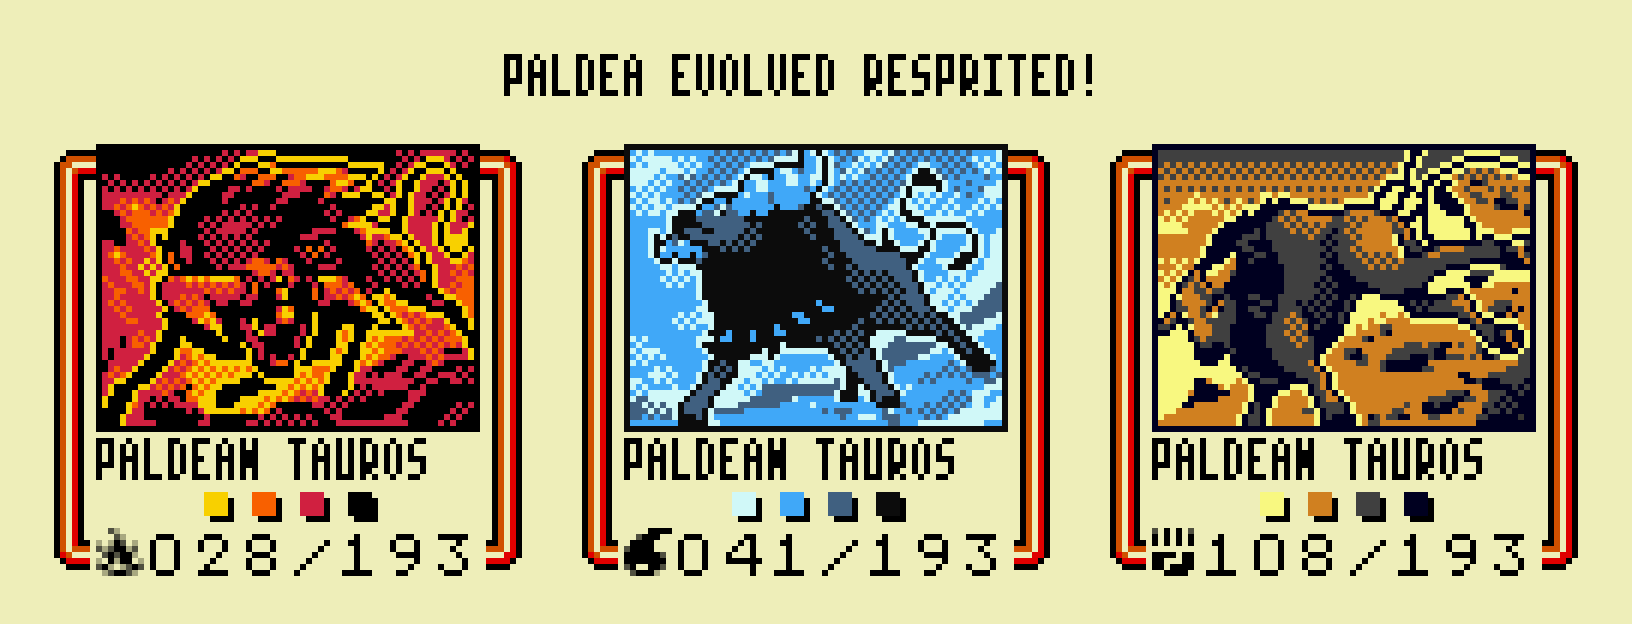 PALDEA EVOLVED RESPRITED!
PALDEAN TAUROS
028/193
PALDEAN TAUROS
041/193
PALDEAN TAUROS
108/193